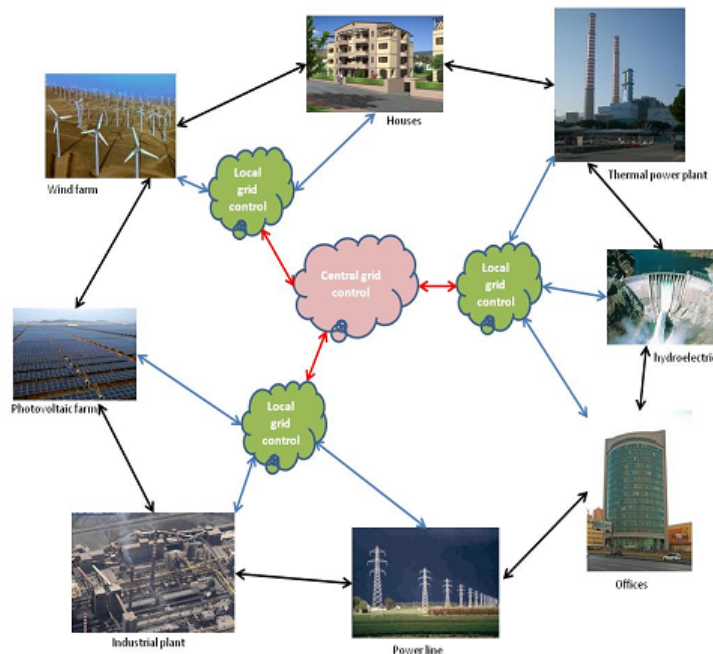 Houses
Thermal power plant
Wind farm
Local
grid
control
Central grid
control
Local
grid
control
hydroelectric
Photovoltaic farm
Local
grid
control
Industrial plant
Power line
Offices